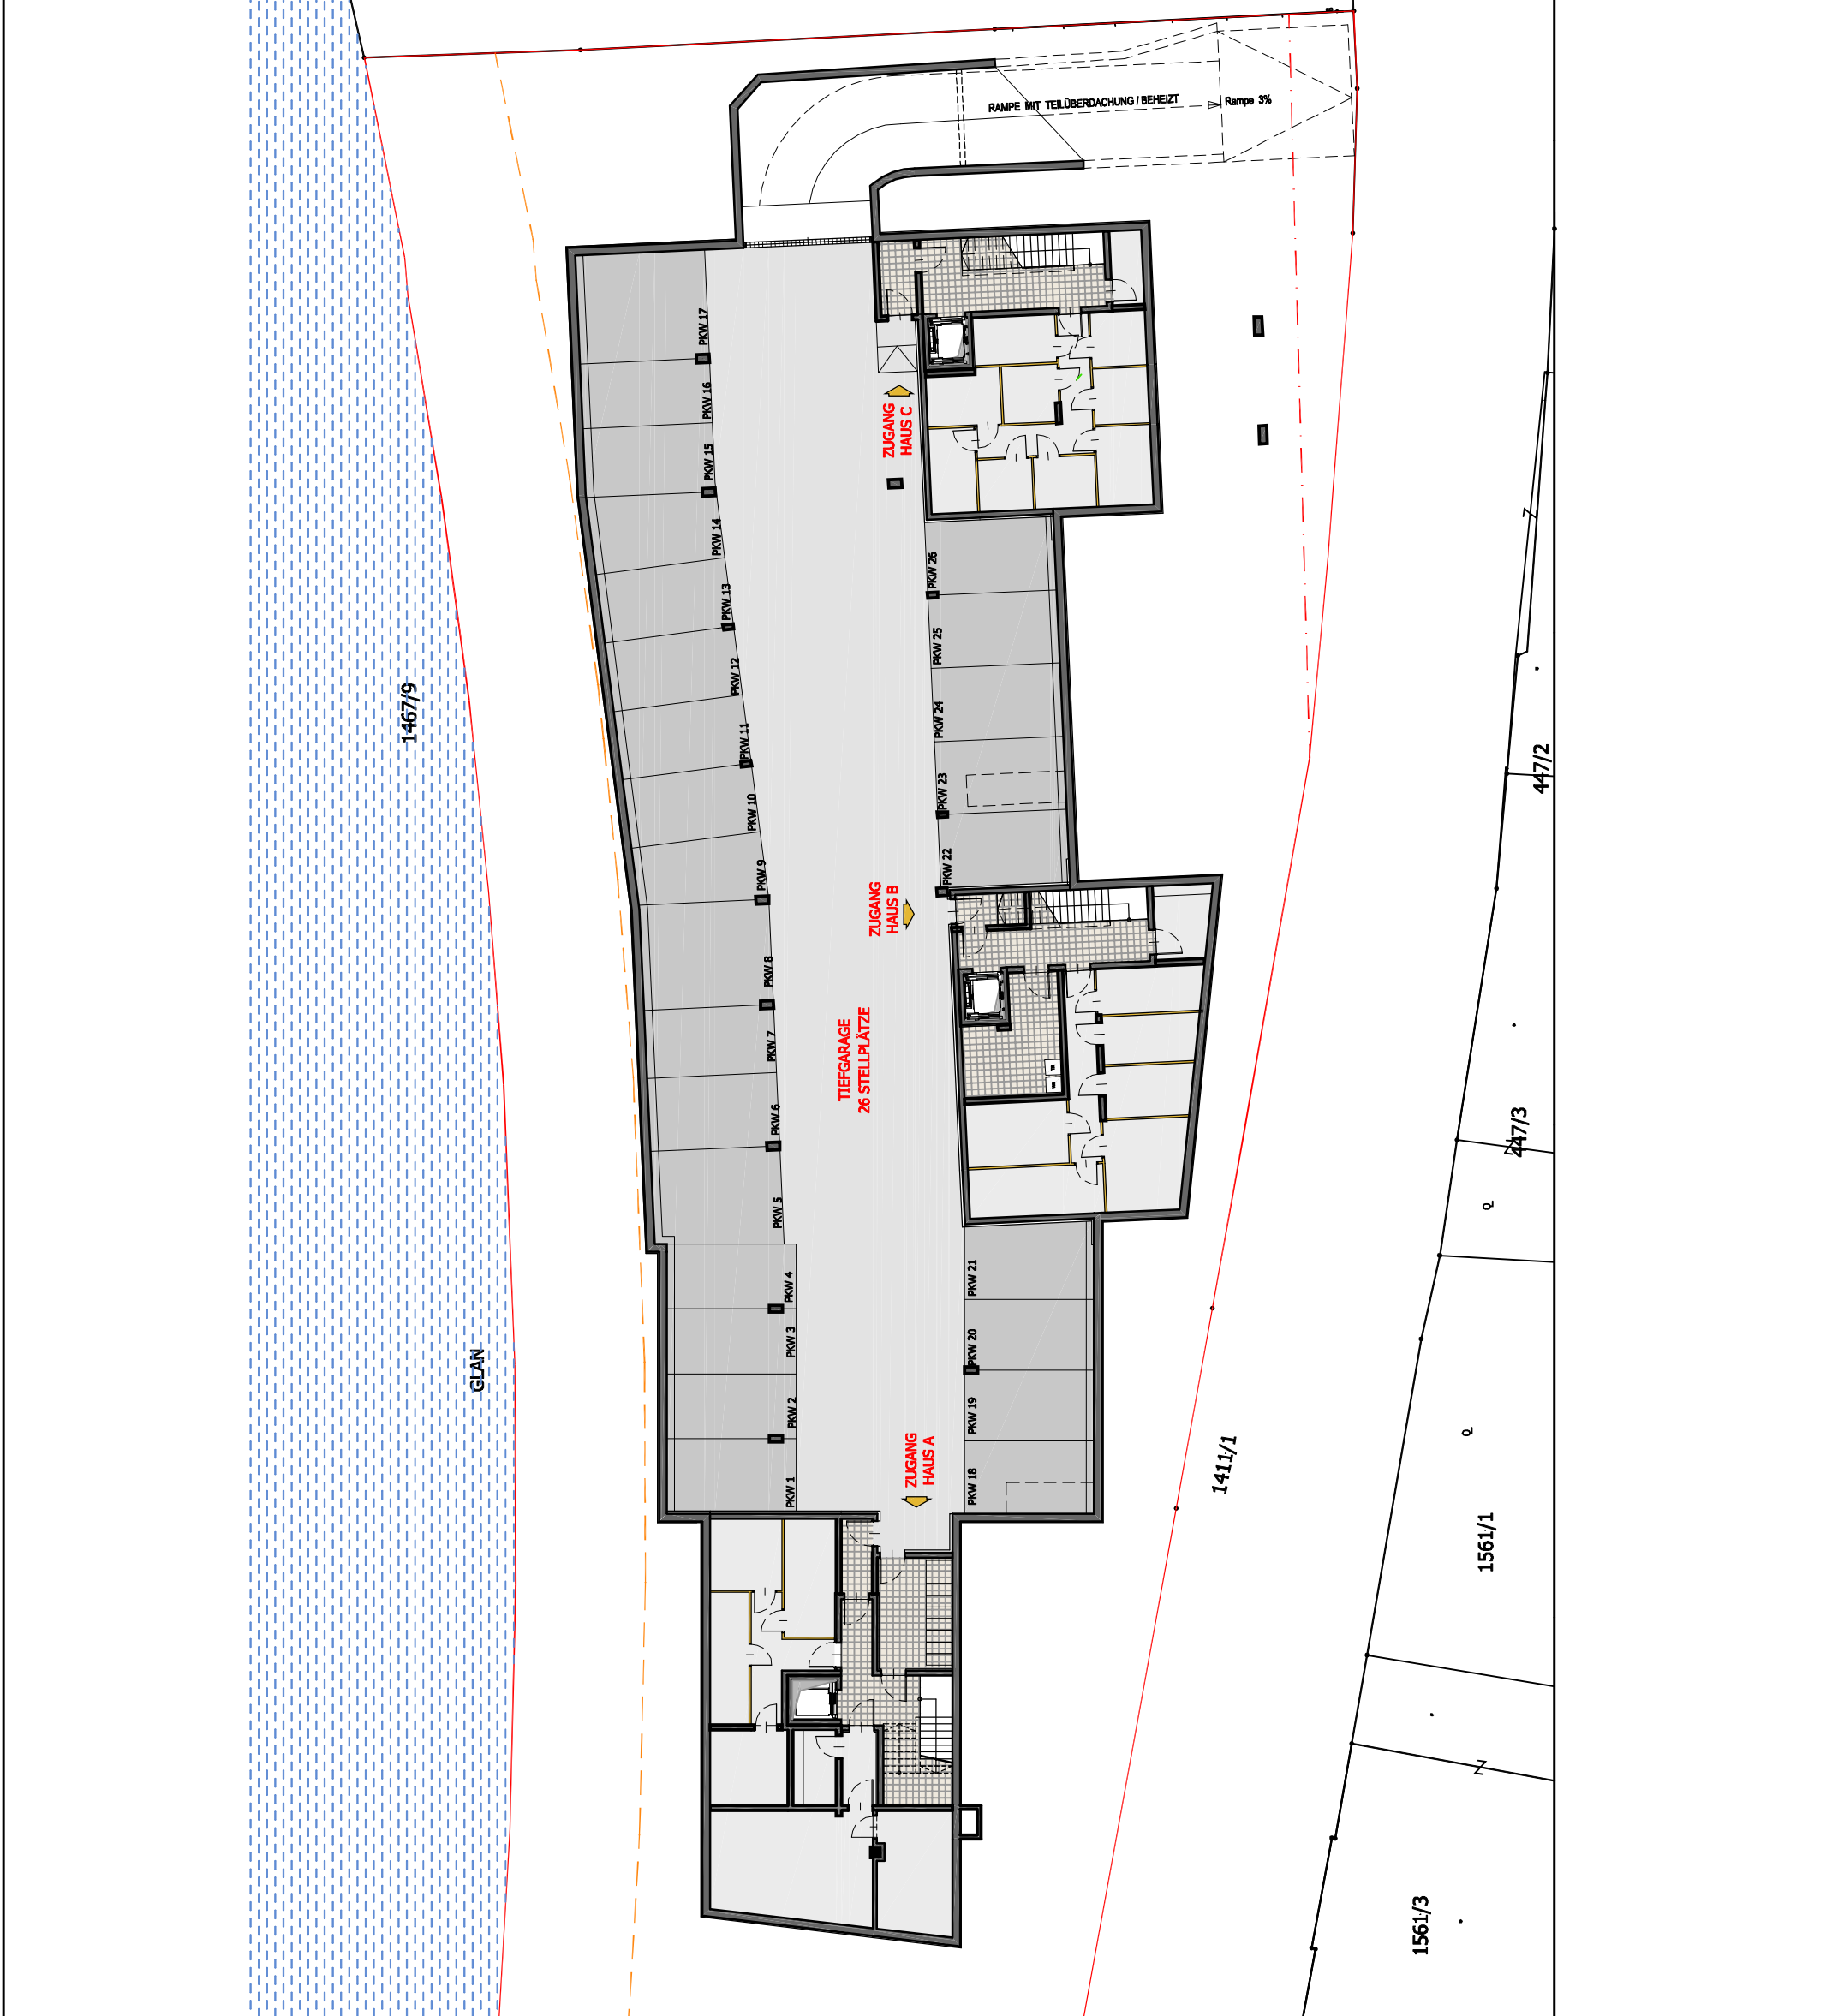 RAMPE MIT TEILÜBERDACHUNG / BEHEIZT
Rampe 3%
PKW 17
PKW 16
PKW 15
PKW 14
PKW 13
PKW 12
PKW 11
PKW 10
PKW 9
PKW 8
PKW 7
PKW 6
PKW 5
PKW 4
PKW 3
PKW 2
PKW 1
ZUGANG
HAUS C
PKW 26
PKW 25
PKW 24
PKW 23
PKW 22
ZUGANG
HAUS B
TIEFGARAGE
26 STELLPLÄTZE
PKW 21
PKW 20
PKW 19
PKW 18
ZUGANG
HAUS A
1467/9
GLAN
447/2
447/3
1411/1
1561/1
1561/3